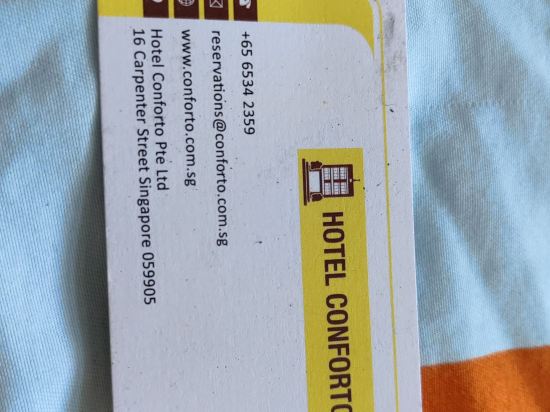 HOTEL CONFORTO
+65 6534 2359
reservations@conforto.com.sg
www.conforto.com.sg
Hotel Conforto Pte Ltd
16 Carpenter Street Singapore 059905